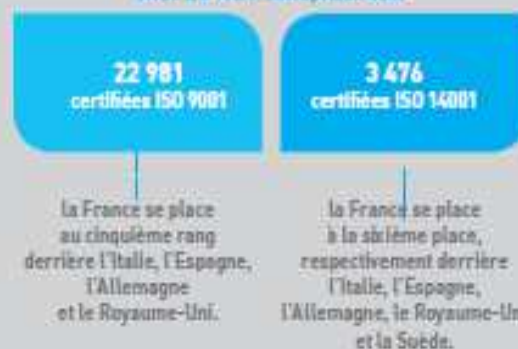 22 981
certifiées ISO 9001
3 476
certifiées ISO 14001
la France se place
au cinquième rang
derrière l'Italie, l'Espagne,
l'Allemagne
et le Royaume-Uni.
la France se place
à la sixième place,
respectivement derrière
l'Italie, l'Espagne,
l'Allemagne, le Royaume-Un
et la Suède.